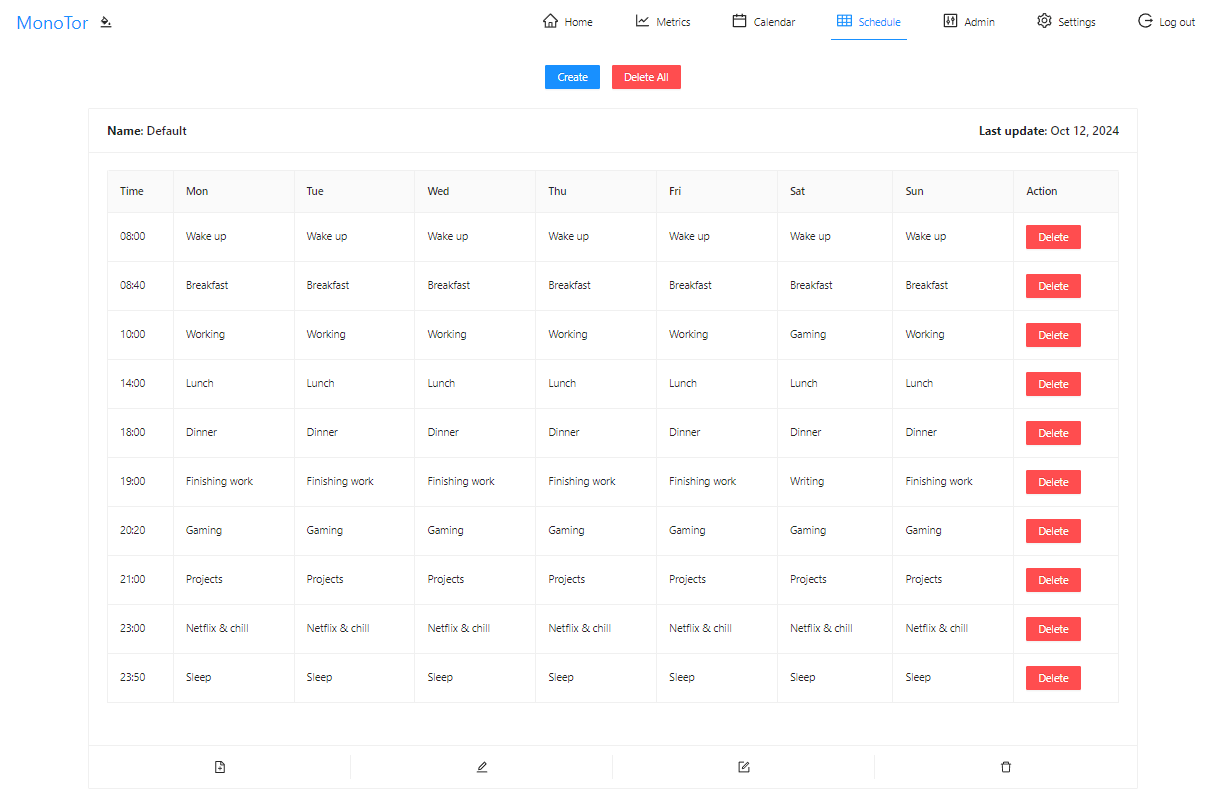 MonoTor Home Metrics Calendar Schedule Admin Settings Log out
Create Delete All
Name: Default Last update: Oct 12, 2024
Time Mon Tue Wed Thu Fri Sat Sun Action
08:00 Wake up Wake up Wake up Wake up Wake up Wake up Wake up Delete
08:40 Breakfast Breakfast Breakfast Breakfast Breakfast Breakfast Breakfast Delete
10:00 Working Working Working Working Working Gaming Working Delete
14:00 Lunch Lunch Lunch Lunch Lunch Lunch Lunch Delete
18:00 Dinner Dinner Dinner Dinner Dinner Dinner Dinner Delete
19:00 Finishing work Finishing work Finishing work Finishing work Finishing work Writing Finishing work Delete
20:20 Gaming Gaming Gaming Gaming Gaming Gaming Gaming Delete
21:00 Projects Projects Projects Projects Projects Projects Projects Delete
23:00 Netflix & chill Netflix & chill Netflix & chill Netflix & chill Netflix & chill Netflix & chill Netflix & chill Delete
23:50 Sleep Sleep Sleep Sleep Sleep Sleep Sleep Delete